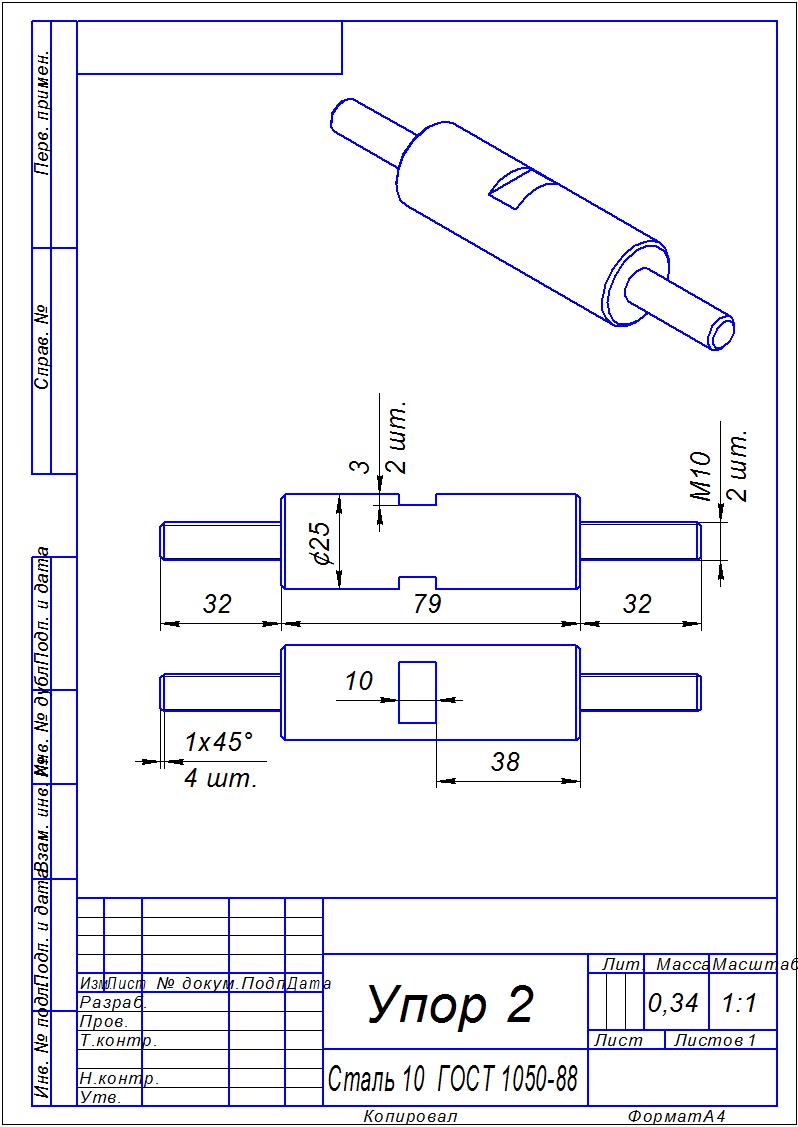 Перв. примен.
Справ. №
Подп. и дата
Инв. № дубл.
Взам. инв. №
Подп. и дата
Инв. № подл.
3
2 шт.
М10
2 шт.
¢25
32
79
32
10
1х45°
4 шт.
38
Изм Лист № докум. Подп. Дата
Разраб.
Пров.
Т.контр.
Н.контр.
Утв.
Упор 2
Сталь 10 ГОСТ 1050-88
Лит. Масса Масштаб
0,34 1:1
Лист Листов 1
Копировал Формат А4